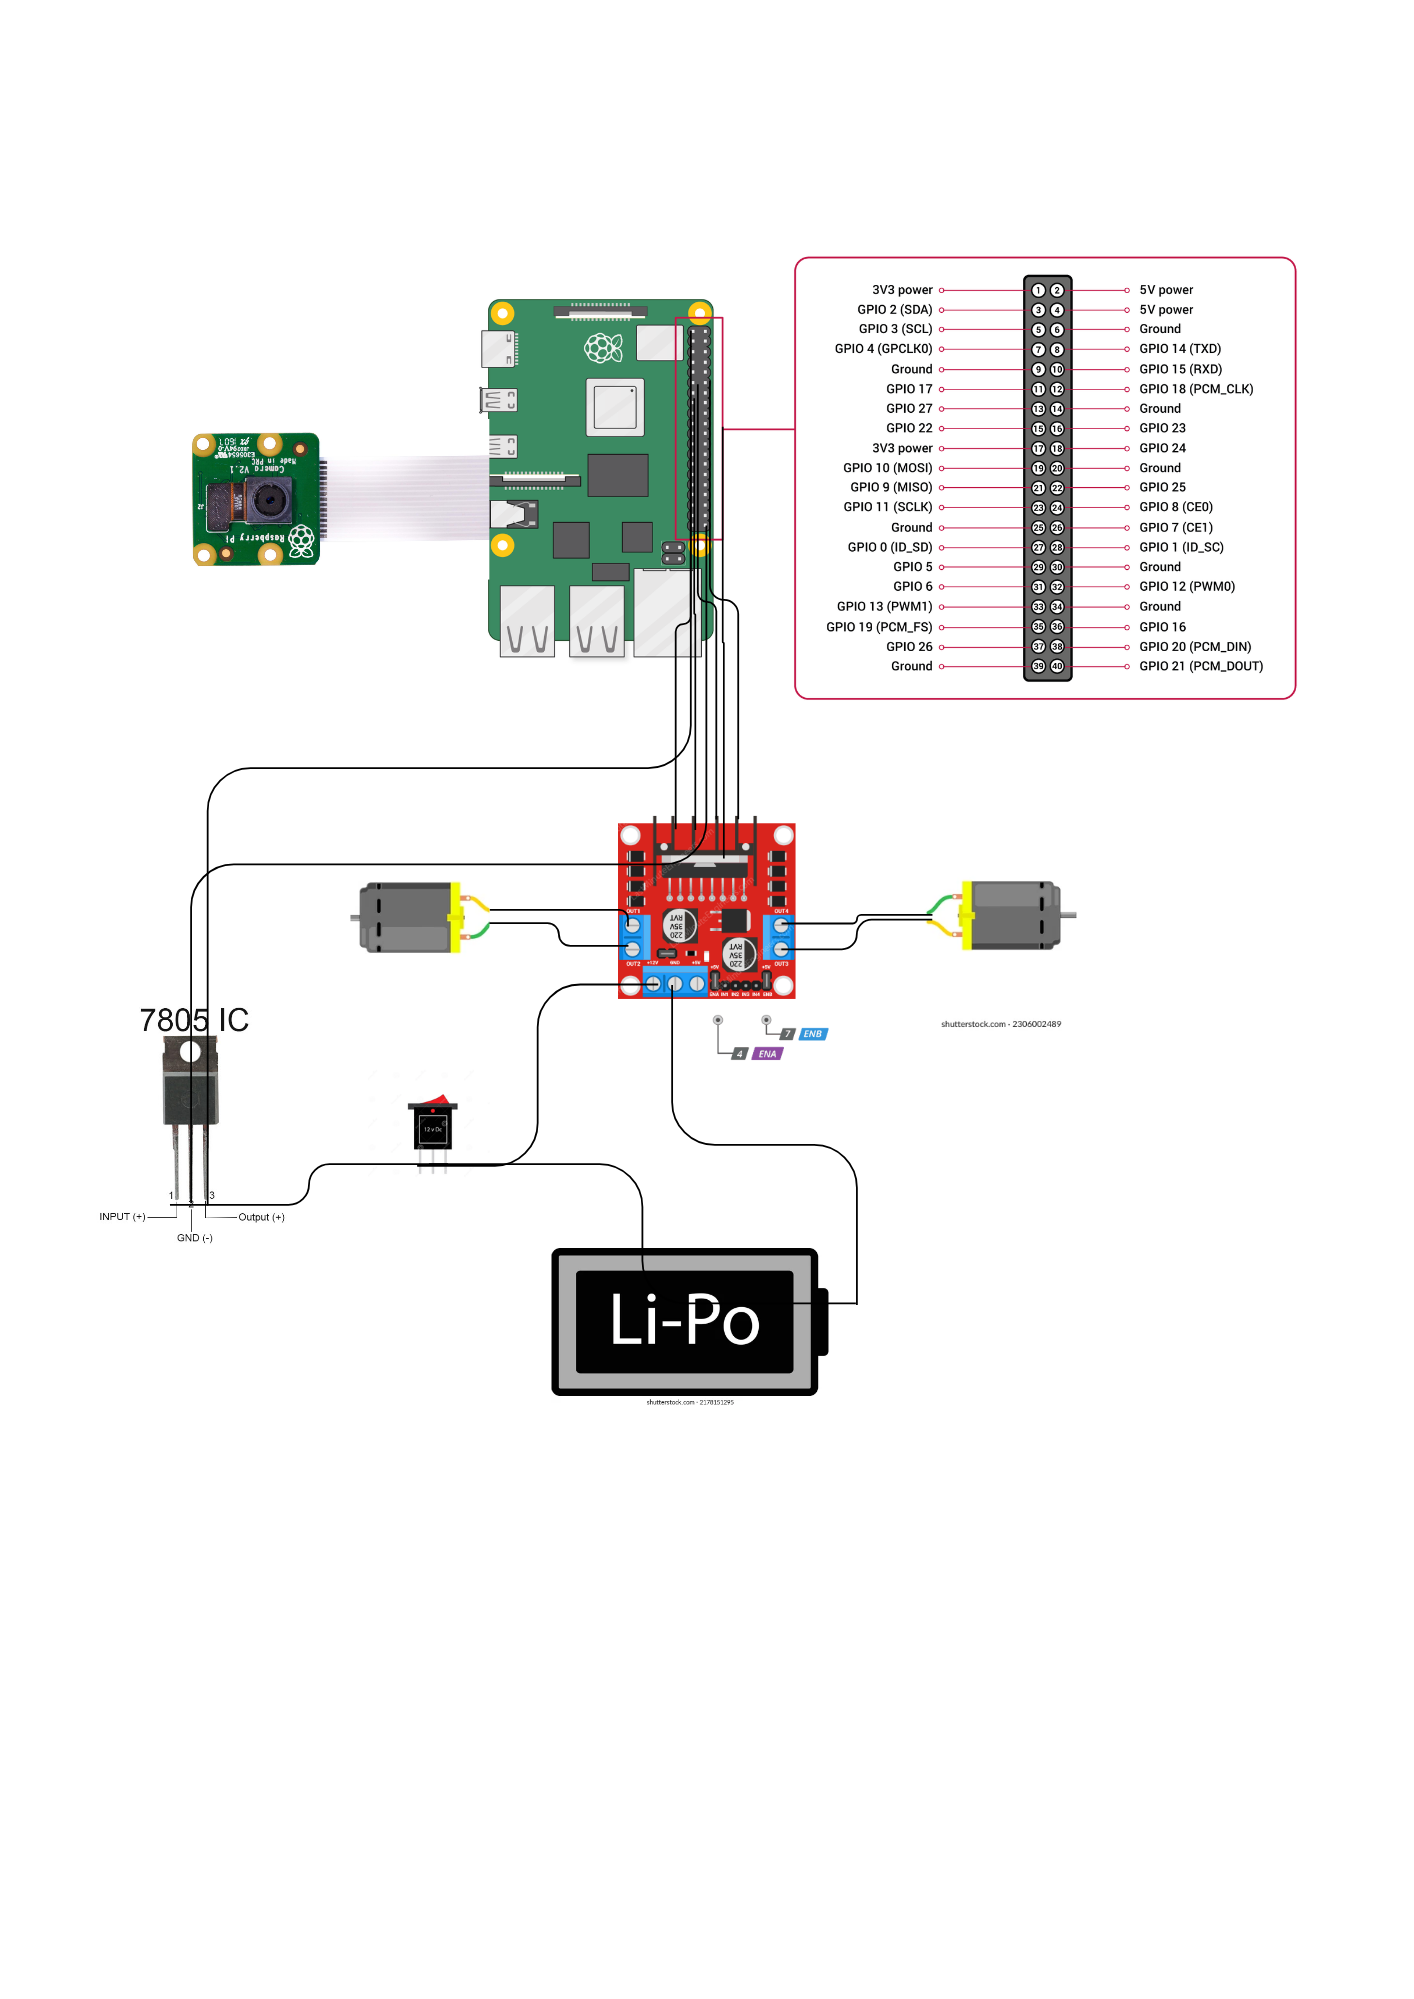 3V3 power 1 2 5V power
GPIO 2 (SDA) 3 4 5V power
GPIO 3 (SCL) 5 6 Ground
GPIO 4 (GPCLK0) 7 8 GPIO 14 (TXD)
Ground 9 10 GPIO 15 (RXD)
GPIO 17 11 12 GPIO 18 (PCM_CLK)
GPIO 27 13 14 Ground
GPIO 22 15 16 GPIO 23
3V3 power 17 18 GPIO 24
GPIO 10 (MOSI) 19 20 Ground
GPIO 9 (MISO) 21 22 GPIO 25
GPIO 11 (SCLK) 23 24 GPIO 8 (CE0)
Ground 25 26 GPIO 7 (CE1)
GPIO 0 (ID_SD) 27 28 GPIO 1 (ID_SC)
GPIO 5 29 30 Ground
GPIO 6 31 32 GPIO 12 (PWM0)
GPIO 13 (PWM1) 33 34 Ground
GPIO 19 (PCM_FS) 35 36 GPIO 16
GPIO 26 37 38 GPIO 20 (PCM_DIN)
Ground 39 40 GPIO 21 (PCM_DOUT)
Made in PRC
Camera V2.1
Raspberry Pi
OUT1 OUT4
220
35V
RVT
220
35V
RVT
OUT2 OUT3
+12V GND +5V +5V +5V
ENA IN1 IN2 IN3 IN4 ENB
7 ENB
4 ENA
shutterstock.com · 2306002489
7805 IC
12 v Dc
1 2 3
INPUT (+) Output (+)
GND (-)
Li-Po
shutterstock.com · 2178151295